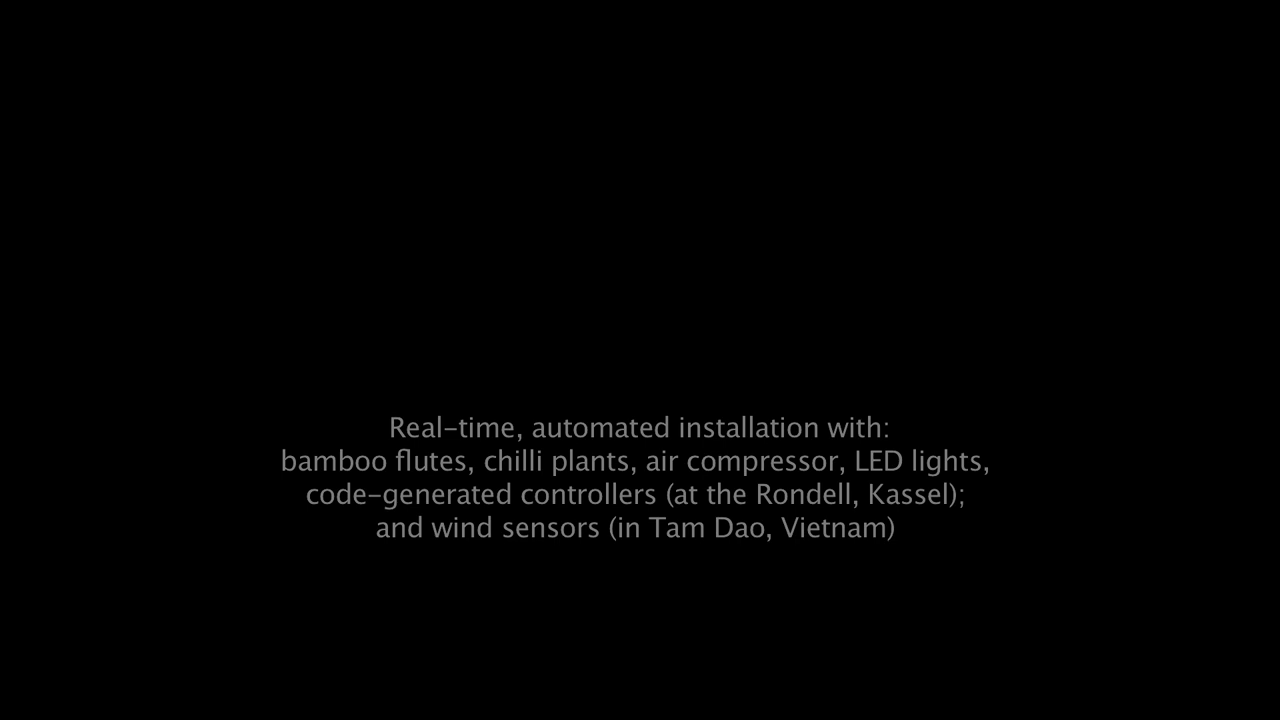 Real-time, automated installation with:
bamboo flutes, chilli plants, air compressor, LED lights,
code-generated controllers (at the Rondell, Kassel);
and wind sensors (in Tam Dao, Vietnam)